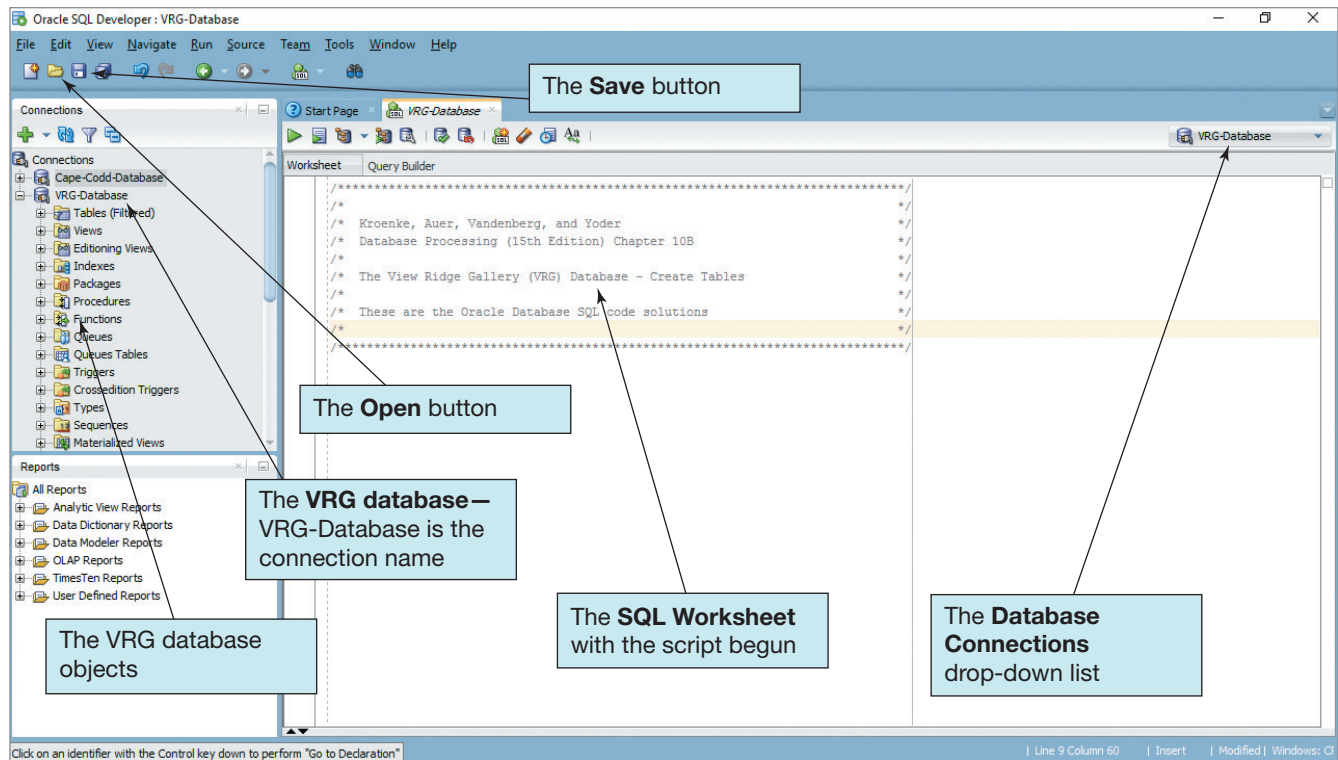 Oracle SQL Developer : VRG-Database
File Edit View Navigate Run Source Team Tools Window Help
The Save button
Connections
Start Page
VRG-Database
VRG-Database
Worksheet Query Builder
Connections
Cape-Codd-Database
VRG-Database
Tables (Filtered)
Views
Editioning Views
Indexes
Packages
Procedures
Functions
Queues
Queues Tables
Triggers
Crossedition Triggers
Types
Sequences
Materialized Views
/******************************************************************************/
/* */
/* Kroenke, Auer, Vandenberg, and Yoder */
/* Database Processing (15th Edition) Chapter 10B */
/* */
/* The View Ridge Gallery (VRG) Database - Create Tables */
/* */
/* These are the Oracle Database SQL code solutions */
/* */
/******************************************************************************/
The Open button
Reports
All Reports
Analytic View Reports
Data Dictionary Reports
Data Modeler Reports
OLAP Reports
TimesTen Reports
User Defined Reports
The VRG database—
VRG-Database is the
connection name
The VRG database
objects
The SQL Worksheet
with the script begun
The Database
Connections
drop-down list
Click on an identifier with the Control key down to perform "Go to Declaration"
| Line 9 Column 60 | Insert | Modified | Windows: Cl